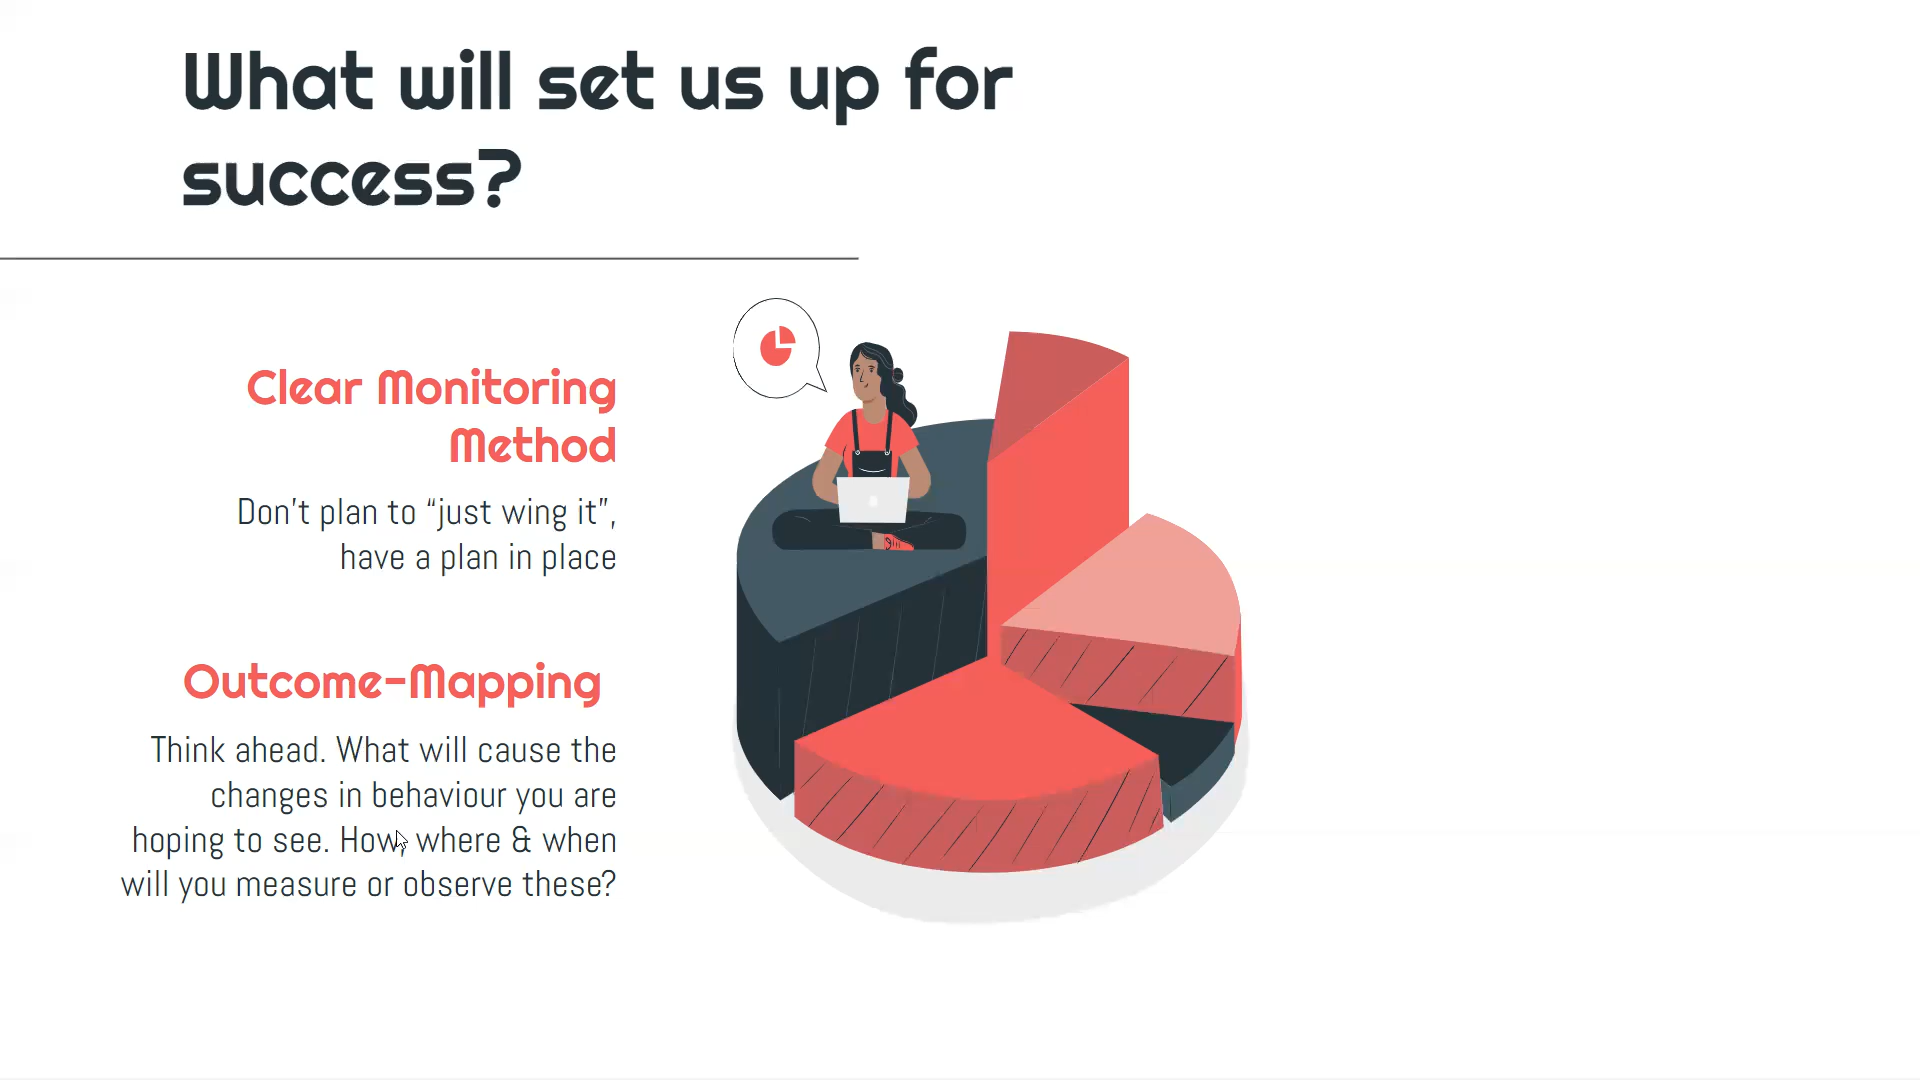 What will set us up for
success?
Clear Monitoring
Method
Don't plan to “just wing it”,
have a plan in place
Outcome-Mapping
Think ahead. What will cause the
changes in behaviour you are
hoping to see. How, where & when
will you measure or observe these?